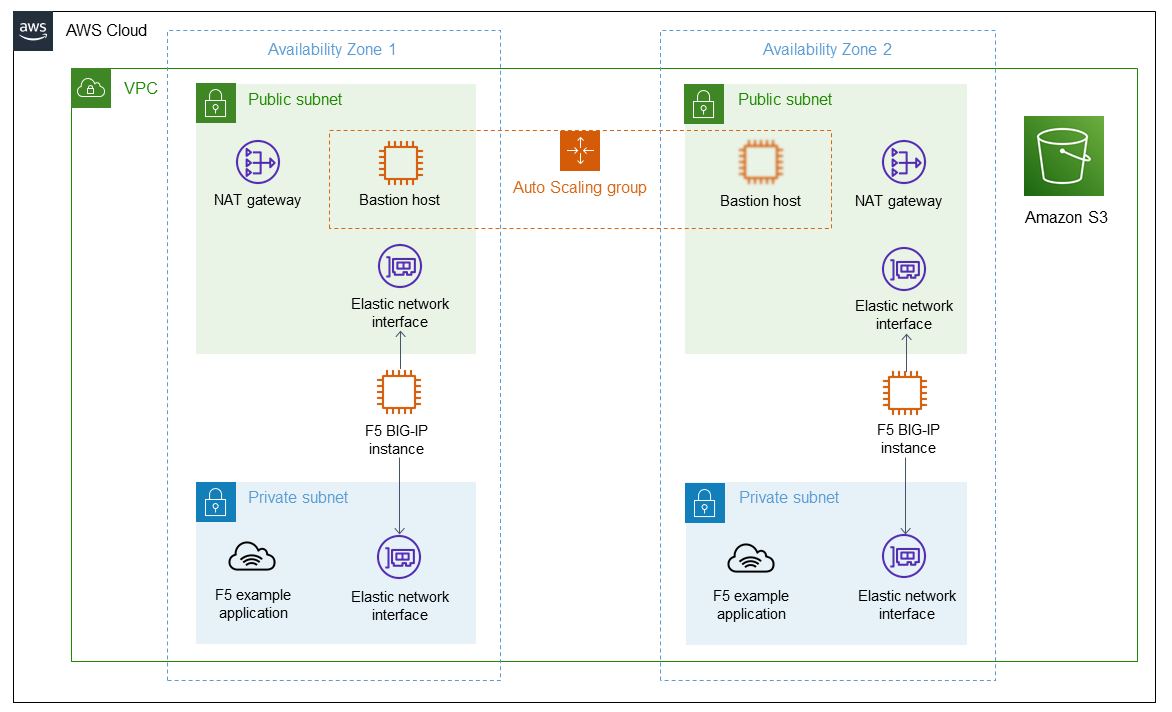 aws
AWS Cloud
Availability Zone 1
Availability Zone 2
VPC
Public subnet
Public subnet
NAT gateway
Bastion host
Auto Scaling group
Bastion host
NAT gateway
Amazon S3
Elastic network
interface
Elastic network
interface
F5 BIG-IP
instance
F5 BIG-IP
instance
Private subnet
Private subnet
F5 example
application
Elastic network
interface
F5 example
application
Elastic network
interface